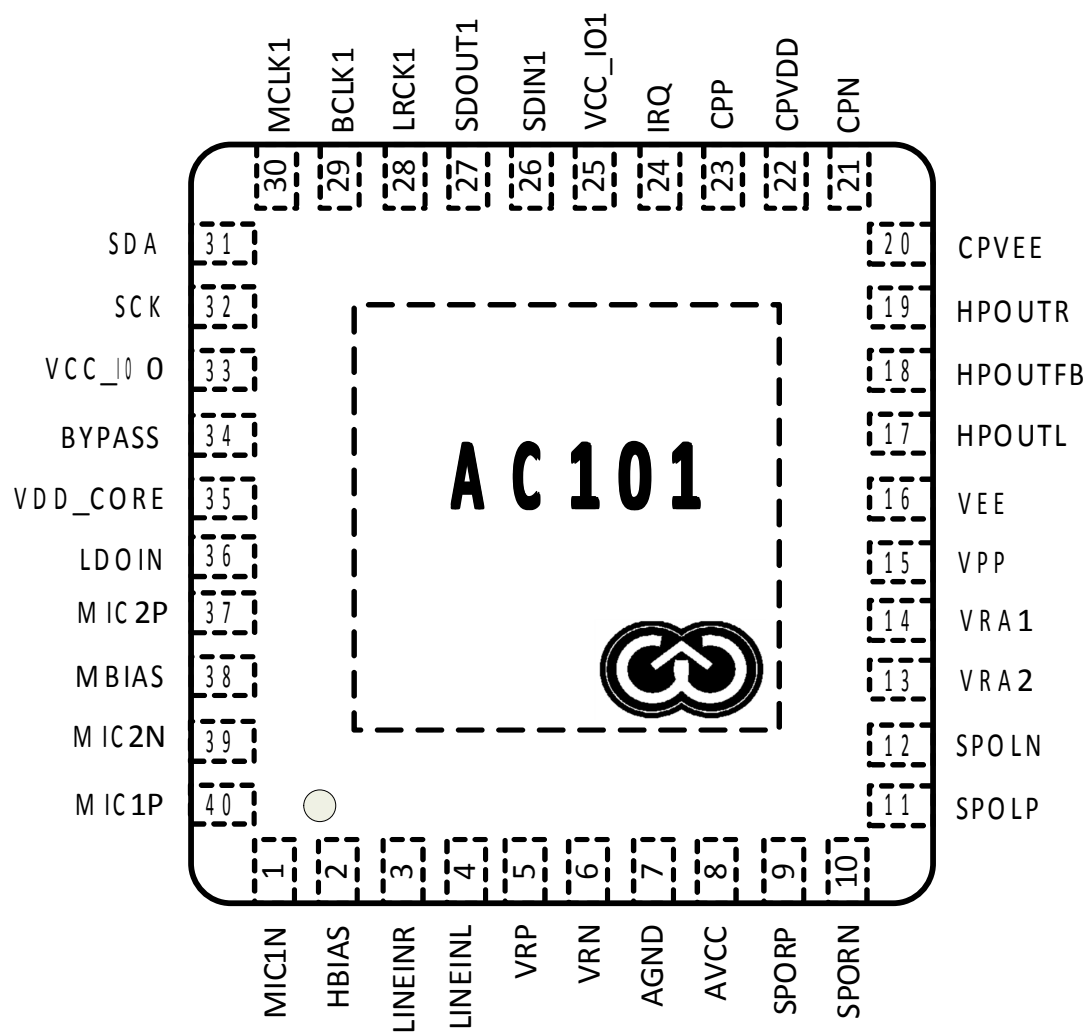 MCLK1
BCLK1
LRCK1
SDOUT1
SDIN1
VCC_IO1
IRQ
CPP
CPVDD
CPN
30
29
28
27
26
25
24
23
22
21
SDA 31
20 CPVEE
SCK 32
19 HPOUTR
VCC_IO0 33
18 HPOUTFB
BYPASS 34
17 HPOUTL
AC101
VDD_CORE 35
16 VEE
LDOIN 36
15 VPP
MIC2P 37
14 VRA1
MBIAS 38
13 VRA2
MIC2N 39
12 SPOLN
MIC1P 40
11 SPOLP
1
2
3
4
5
6
7
8
9
10
MIC1N
HBIAS
LINEINR
LINEINL
VRP
VRN
AGND
AVCC
SPORP
SPORN